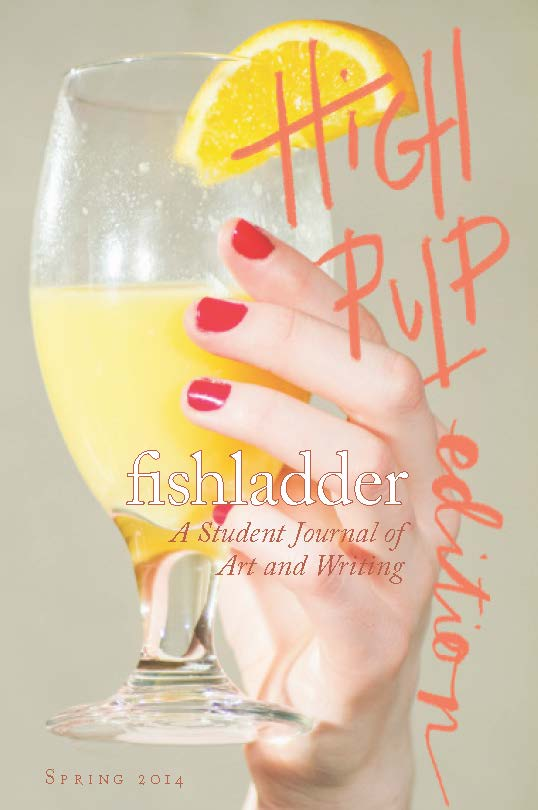 HiGH
PulP
edition
fishladder
A Student Journal of
Art and Writing
Spring 2014